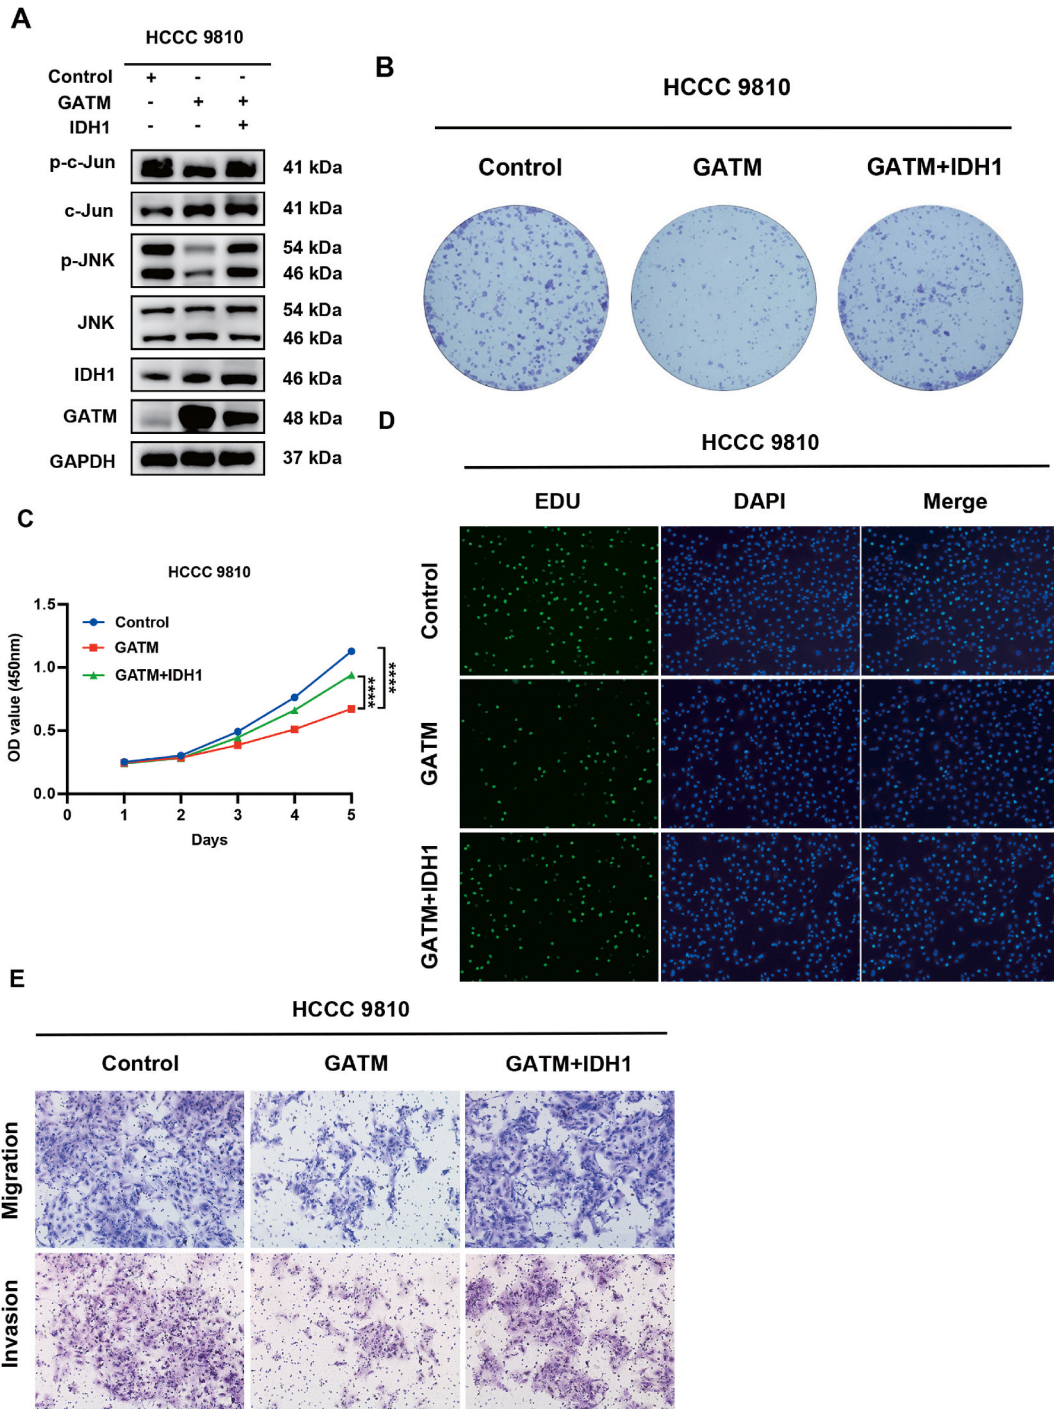 A
HCCC 9810
Control + - -
GATM - + +
IDH1 - - +
p-c-Jun 41 kDa
c-Jun 41 kDa
p-JNK 54 kDa
46 kDa
JNK 54 kDa
46 kDa
IDH1 46 kDa
GATM 48 kDa
GAPDH 37 kDa
B
HCCC 9810
Control GATM GATM+IDH1
C
HCCC 9810
OD value (450nm)
1.5
1.0
0.5
0.0
Control
GATM
GATM+IDH1
****
****
0 1 2 3 4 5
Days
D
HCCC 9810
EDU DAPI Merge
Control
GATM
GATM+IDH1
E
HCCC 9810
Control GATM GATM+IDH1
Migration
Invasion